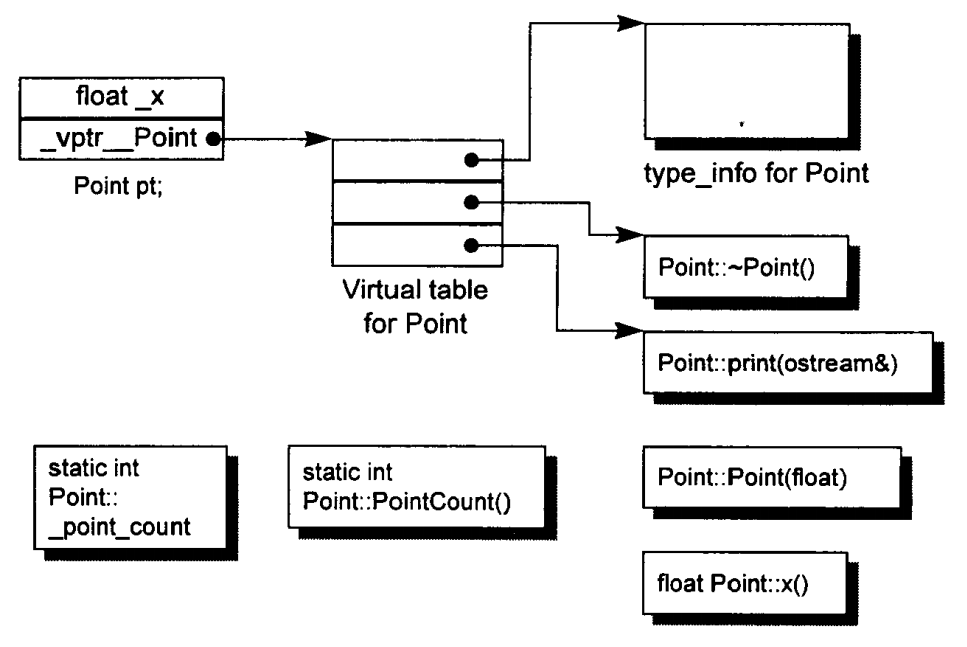 float _x
_vptr__Point
Point pt;
Virtual table
for Point
type_info for Point
Point::~Point()
Point::print(ostream&)
static int
Point::
_point_count
static int
Point::PointCount()
Point::Point(float)
float Point::x()